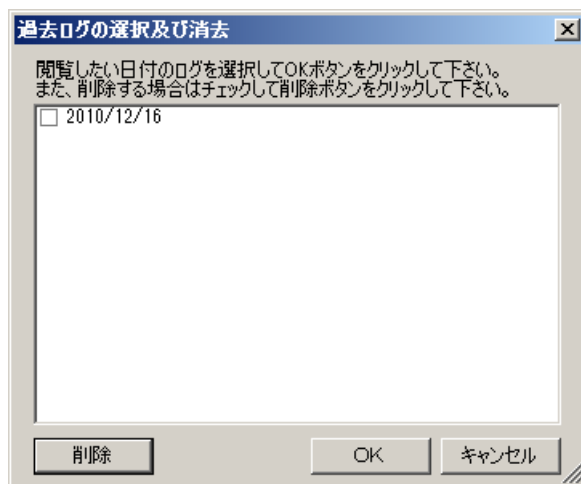 過去ログの選択及び消去
閲覧したい日付のログを選択してOKボタンをクリックして下さい。
また、削除する場合はチェックして削除ボタンをクリックして下さい。
2010/12/16
削除 OK キャンセル